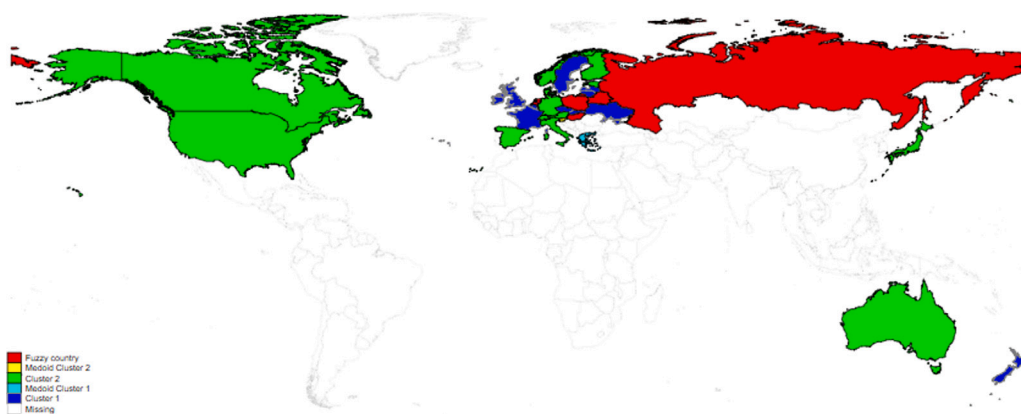 Fuzzy country
Medoid Cluster 2
Cluster 2
Medoid Cluster 1
Cluster 1
Missing